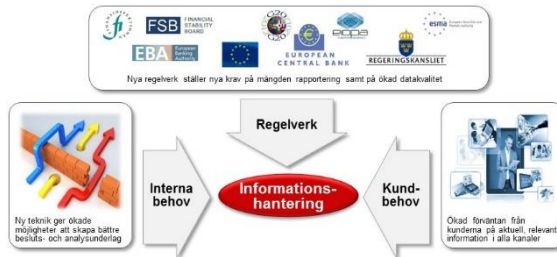 FSB
FINANCIAL
STABILITY
BOARD
G20
EBA
European
Banking
Authority
EUROPEAN
CENTRAL BANK
eiopa
esma
REGERINGSKANSLIET
Nya regelverk ställer nya krav på mängden rapportering samt på ökad datakvalitet
Regelverk
Interna
behov
Informations-
hantering
Kund-
behov
Ny teknik ger ökade
möjligheter att skapa bättre
besluts- och analysunderlag
Ökad förväntan från
kunderna på aktuell, relevant
information i alla kanaler